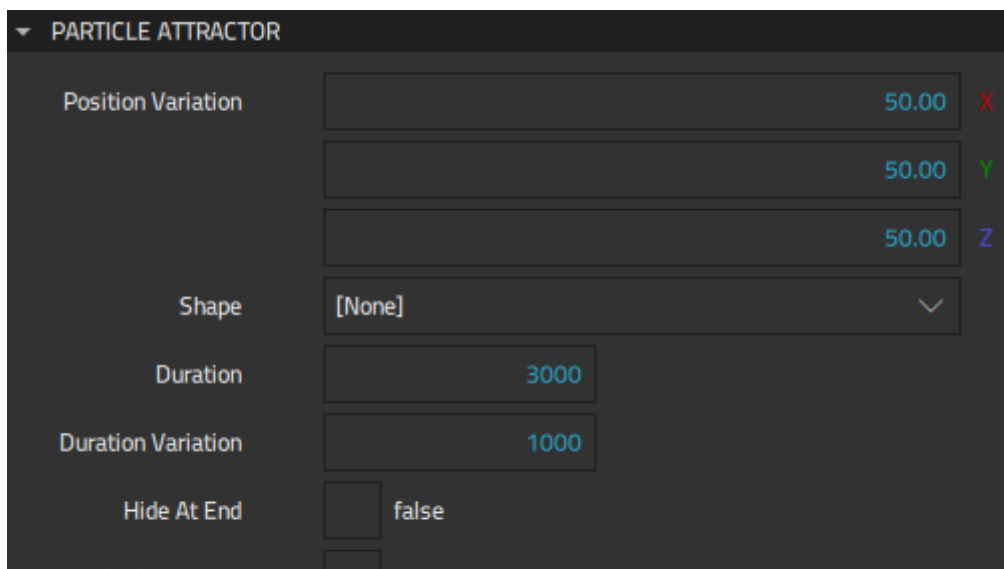 PARTICLE ATTRACTOR
Position Variation 50.00 X
50.00 Y
50.00 Z
Shape [None]
Duration 3000
Duration Variation 1000
Hide At End false